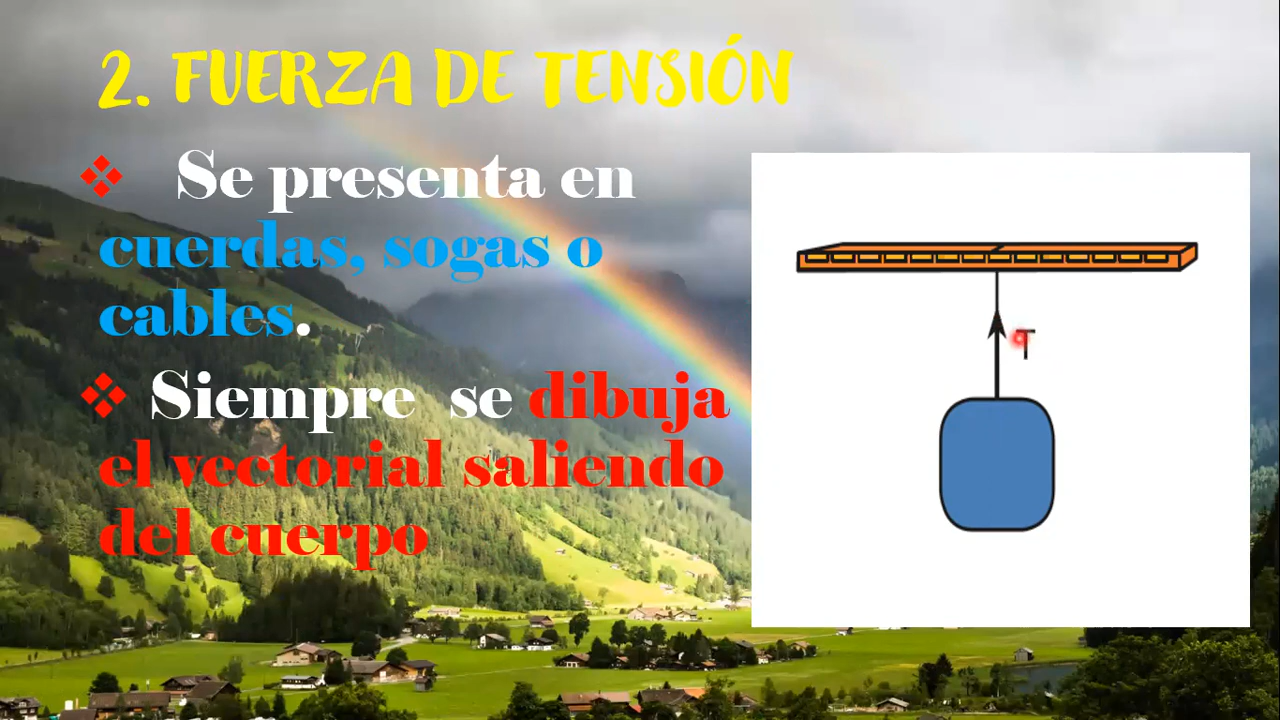 2. FUERZA DE TENSIÓN
Se presenta en
cuerdas, sogas o
cables.
Siempre se dibuja
el vectorial saliendo
del cuerpo
T